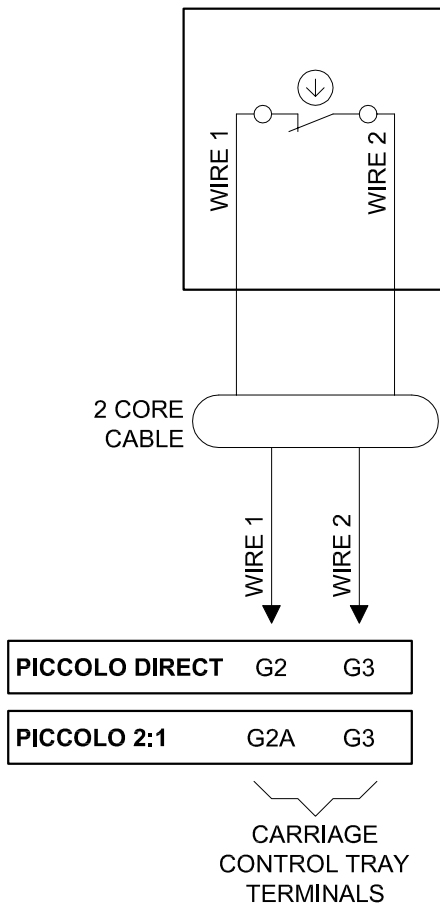 WIRE 1
WIRE 2
2 CORE
CABLE
WIRE 1
WIRE 2
PICCOLO DIRECT G2 G3
PICCOLO 2:1 G2A G3
CARRIAGE
CONTROL TRAY
TERMINALS